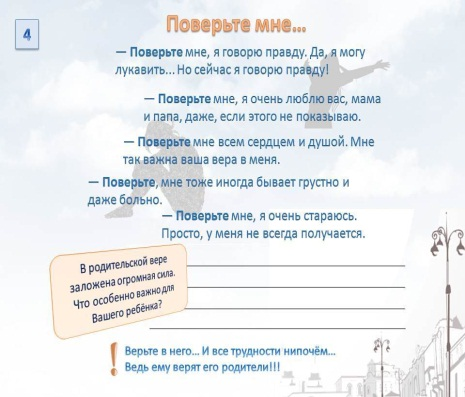 4
Поверьте мне...
— Поверьте мне, я говорю правду. Да, я могу
лукавить... Но сейчас я говорю правду!
— Поверьте мне, я очень люблю вас, мама
и папа, даже, если этого не показываю.
— Поверьте мне всем сердцем и душой. Мне
так важна ваша вера в меня.
— Поверьте, мне тоже иногда бывает грустно и
даже больно.
— Поверьте мне, я очень стараюсь.
Просто, у меня не всегда получается.
В родительской вере
заложена огромная сила.
Что особенно важно для
Вашего ребёнка?
! Верьте в него... И все трудности нипочём...
Ведь ему верят его родители!!!